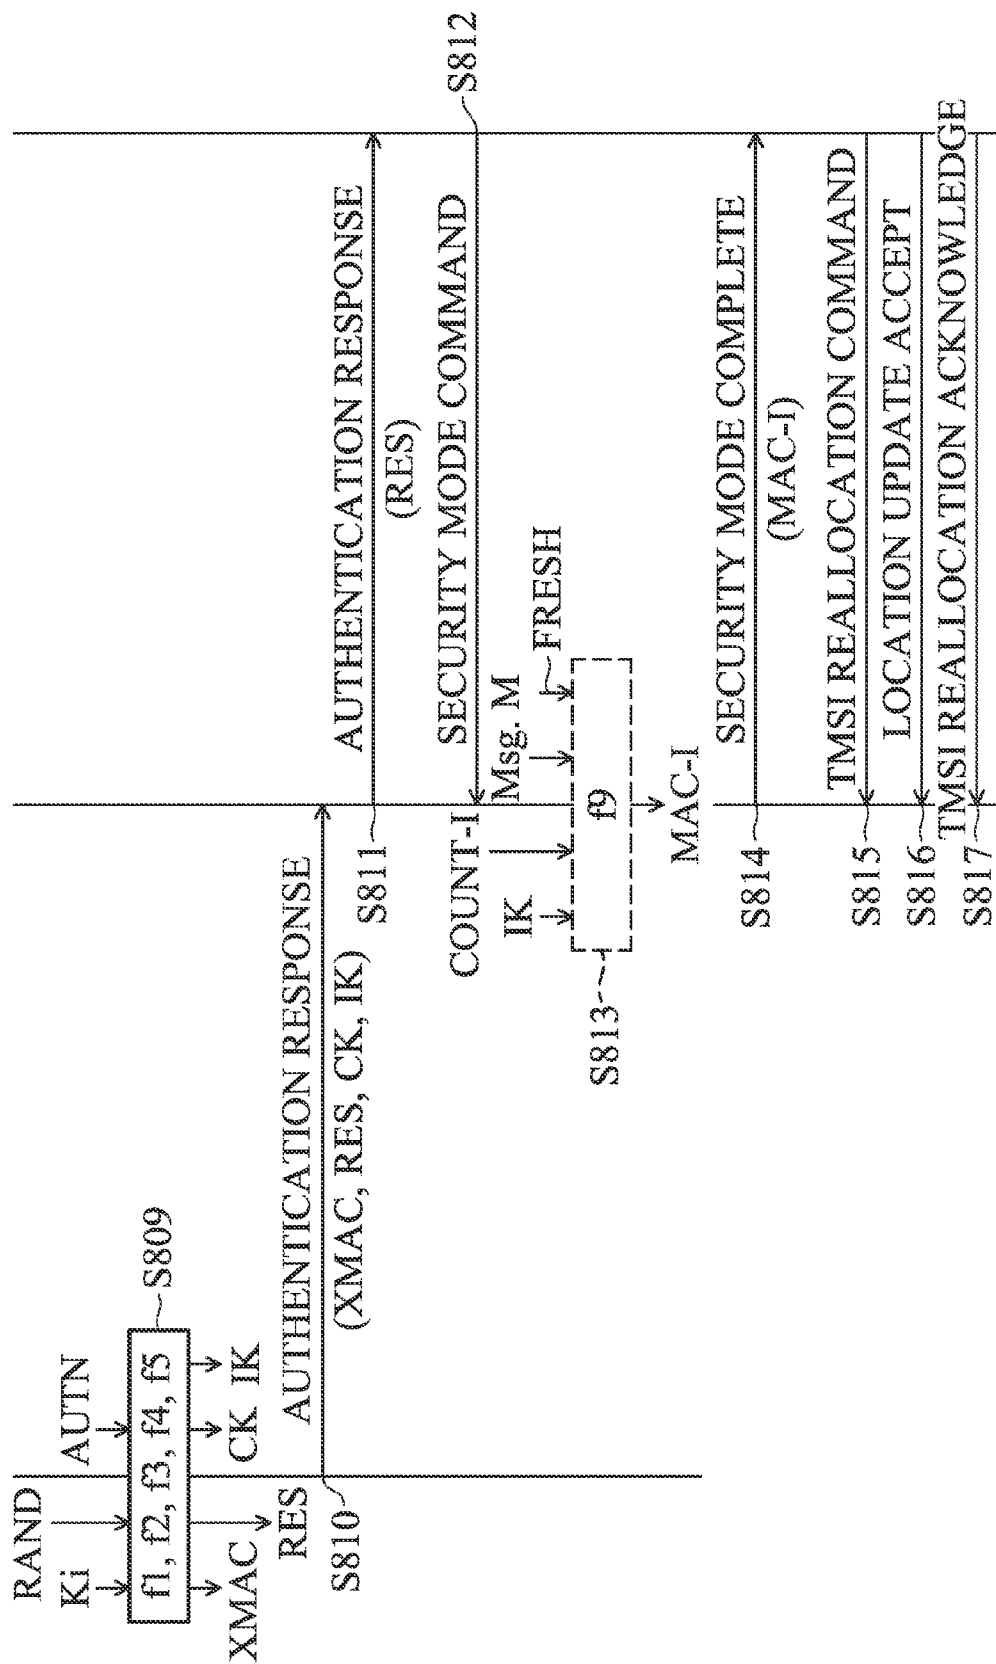 RAND
Ki
AUTN
f1, f2, f3, f4, f5
S809
XMAC
RES
CK
IK
S810
AUTHENTICATION RESPONSE
(XMAC, RES, CK, IK)
S811
AUTHENTICATION RESPONSE
(RES)
S812
SECURITY MODE COMMAND
IK
COUNT-I
Msg. M
FRESH
f9
S813
MAC-I
SECURITY MODE COMPLETE
(MAC-I)
S814
TMSI REALLOCATION COMMAND
S815
LOCATION UPDATE ACCEPT
S816
TMSI REALLOCATION ACKNOWLEDGE
S817